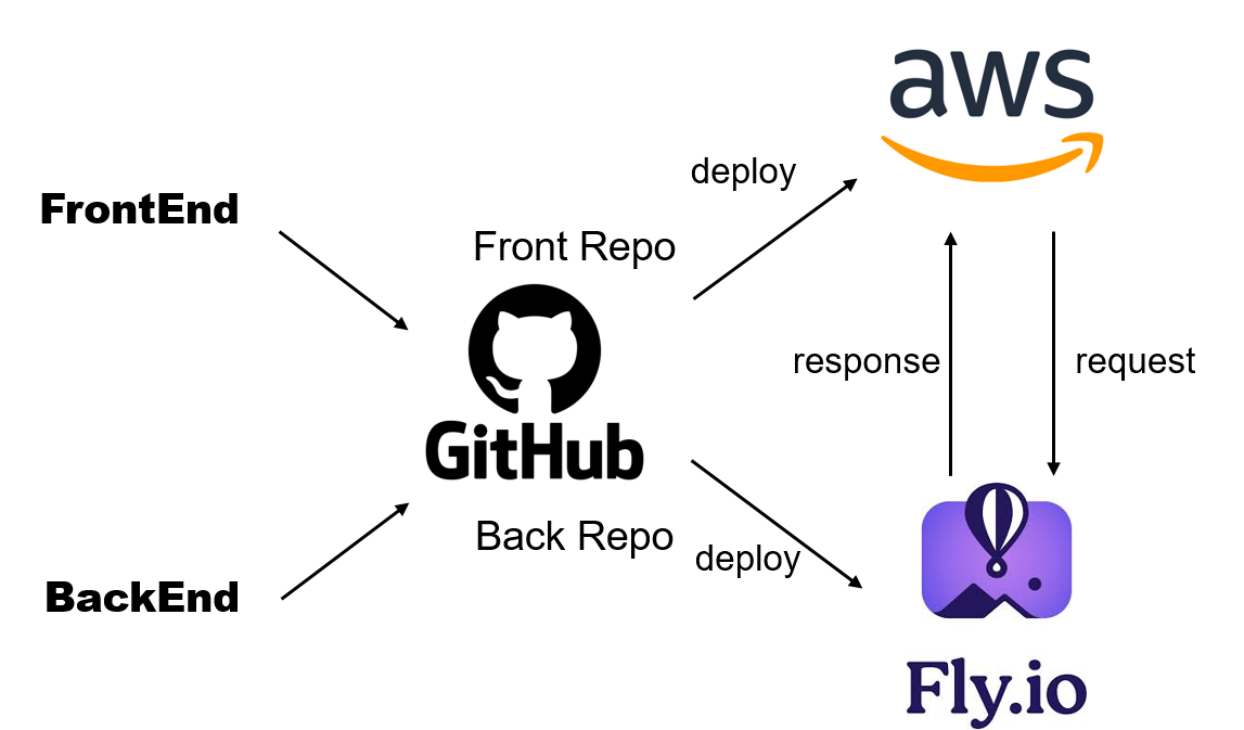 aws
deploy
FrontEnd
Front Repo
response
request
GitHub
Back Repo
deploy
BackEnd
Fly.io